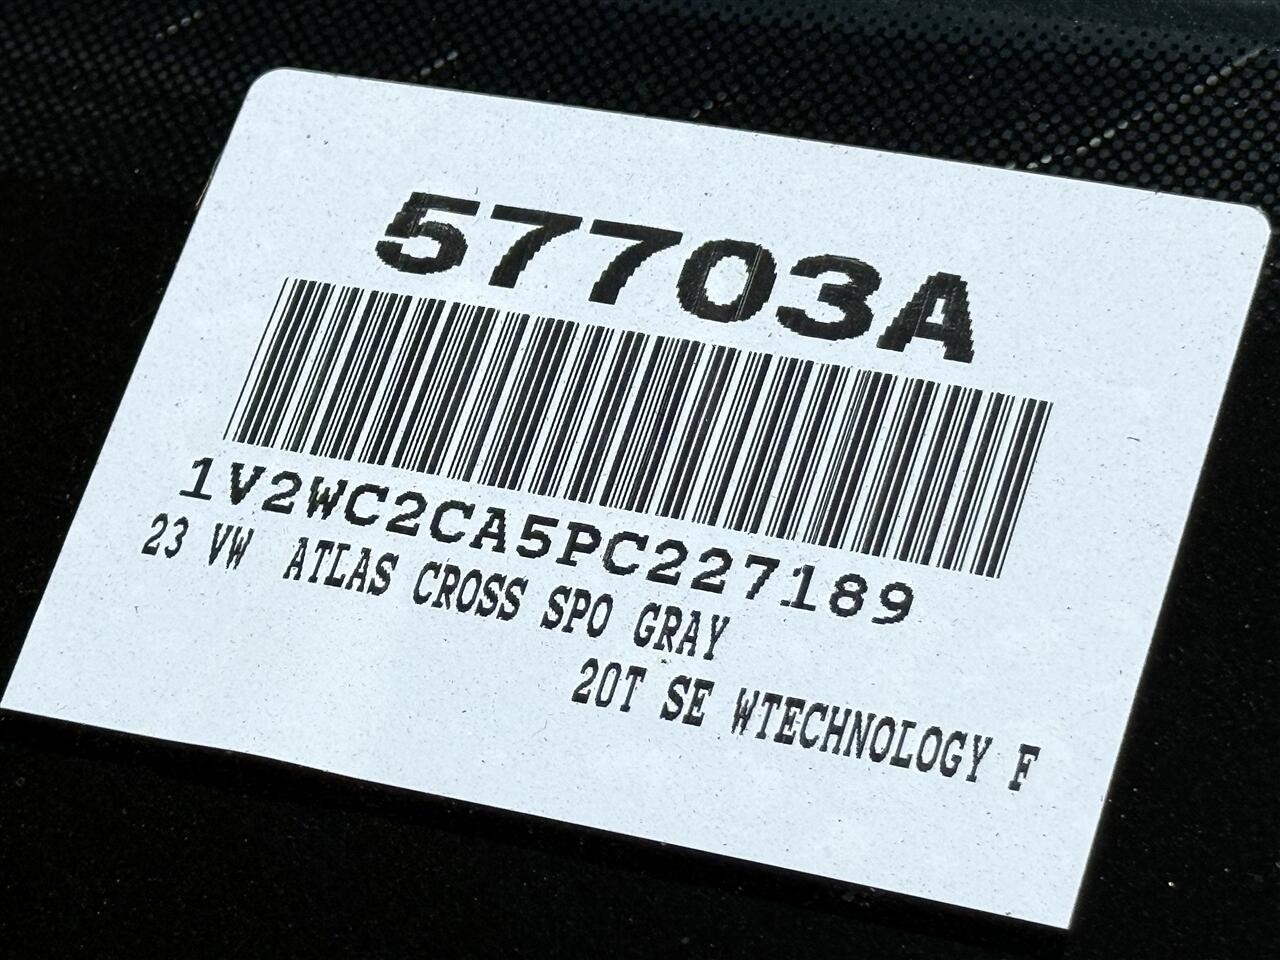 57703A
1V2WC2CA5PC227189
23 VW ATLAS CROSS SPO GRAY
20T SE WTECHNOLOGY F